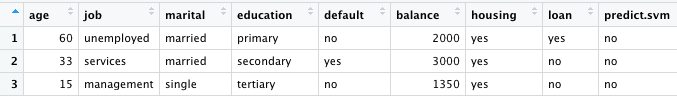 age job marital education default balance housing loan predict.svm
1 60 unemployed married primary no 2000 yes yes no
2 33 services married secondary yes 3000 yes no no
3 15 management single tertiary no 1350 yes no no